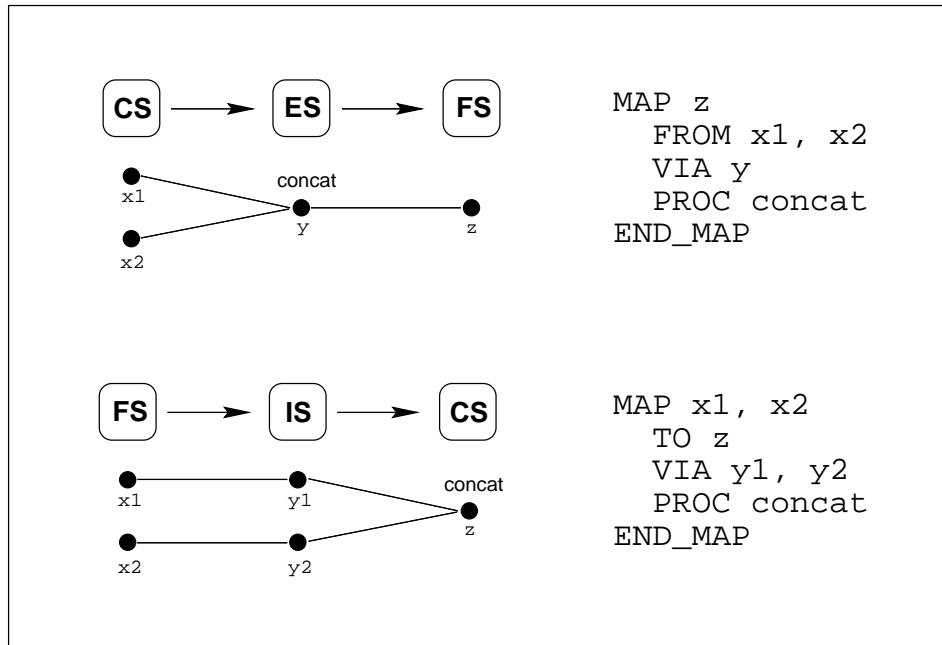 CS ES FS
x1
concat
y
z
x2
MAP z
FROM x1, x2
VIA y
PROC concat
END_MAP
FS IS CS
x1
y1
concat
z
x2
y2
MAP x1, x2
TO z
VIA y1, y2
PROC concat
END_MAP